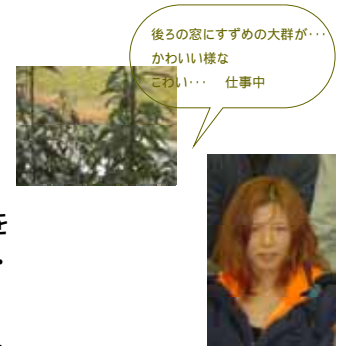 後ろの窓にすずめの大群が･･･
かわいい様な
こわい･･･　仕事中
を